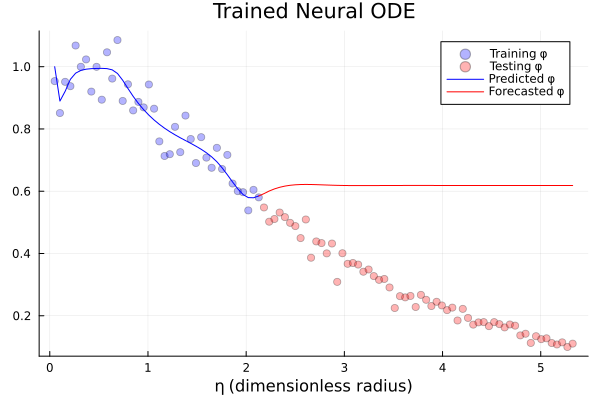 Trained Neural ODE
Training φ
Testing φ
Predicted φ
Forecasted φ
1.0
0.8
0.6
0.4
0.2
0 1 2 3 4 5
η (dimensionless radius)